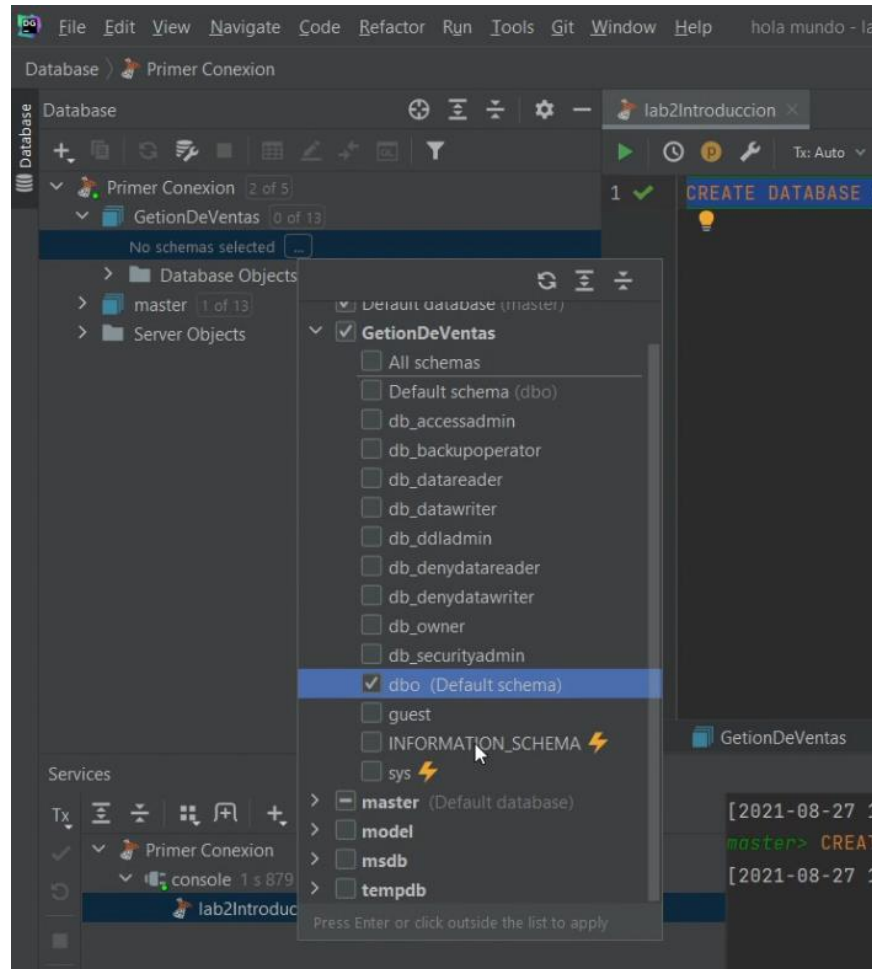 DG File Edit View Navigate Code Refactor Run Tools Git Window Help hola mundo - la
Database Primer Conexion
Database
Database
lab2Introduccion
Tx: Auto
Primer Conexion 2 of 5
GetionDeVentas 0 of 13
No schemas selected ...
Database Objects
master 1 of 13
Server Objects
1 CREATE DATABASE
Default database (master)
GetionDeVentas
All schemas
Default schema (dbo)
db_accessadmin
db_backupoperator
db_datareader
db_datawriter
db_ddladmin
db_denydatareader
db_denydatawriter
db_owner
db_securityadmin
dbo (Default schema)
guest
INFORMATION_SCHEMA
sys
master (Default database)
model
msdb
tempdb
Press Enter or click outside the list to apply
GetionDeVentas
Services
Tx
Primer Conexion
console 1 s 879
lab2Introduc
[2021-08-27 1
master> CREAT
[2021-08-27 1